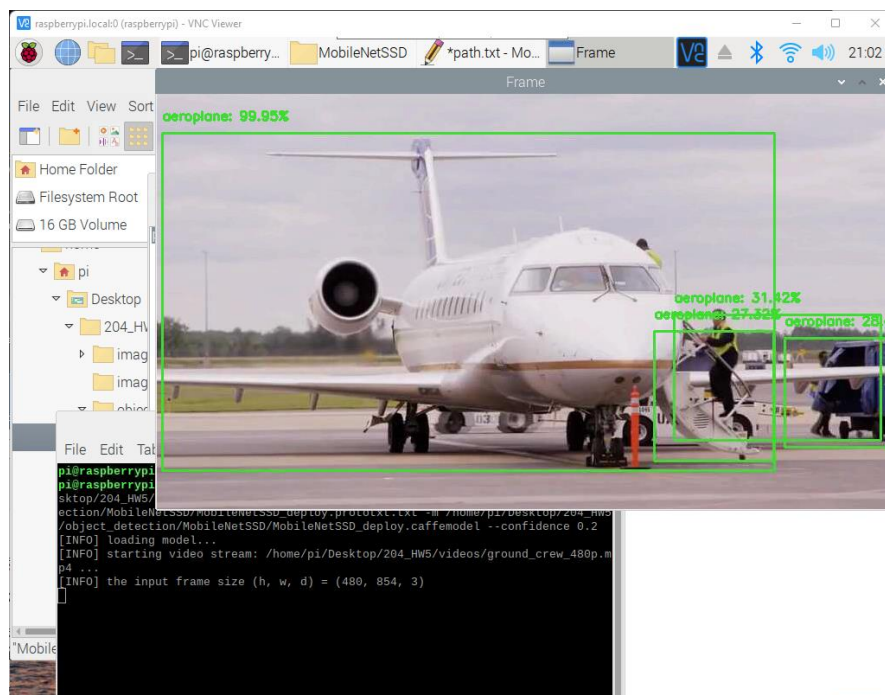 raspberrypi.local:0 (raspberrypi) - VNC Viewer
pi@raspberry... MobileNetSSD *path.txt - Mo... Frame 21:02
Frame
File Edit View Sort
aeroplane: 99.95%
Home Folder
Filesystem Root
16 GB Volume
pi
Desktop
204_HW
imag
imag
aeroplane: 31.42%
aeroplane: 27.32%
aeroplane: 28.
03
File Edit Tab
pi@raspberrypi
pi@raspberrypi
sktop/204_HW5/
ection/MobileNetSSD/MobileNetSSD_deploy.prototxt.txt -m /home/pi/Desktop/204_HW5
/object_detection/MobileNetSSD/MobileNetSSD_deploy.caffemodel --confidence 0.2
[INFO] loading model...
[INFO] starting video stream: /home/pi/Desktop/204_HW5/videos/ground_crew_480p.m
p4 ...
[INFO] the input frame size (h, w, d) = (480, 854, 3)
"Mobile